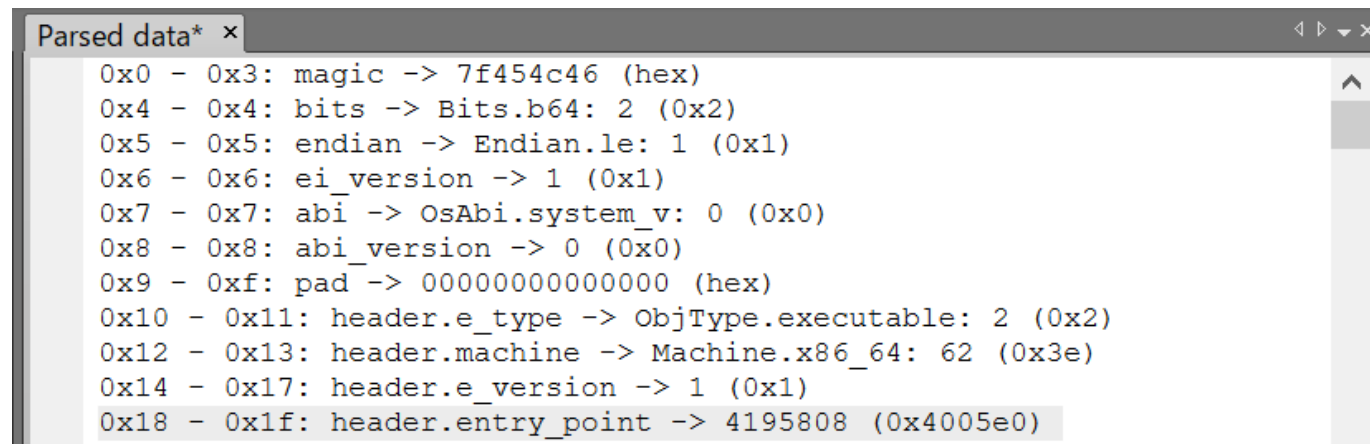 Parsed data* ×
0x0 - 0x3: magic -> 7f454c46 (hex)
0x4 - 0x4: bits -> Bits.b64: 2 (0x2)
0x5 - 0x5: endian -> Endian.le: 1 (0x1)
0x6 - 0x6: ei_version -> 1 (0x1)
0x7 - 0x7: abi -> OsAbi.system_v: 0 (0x0)
0x8 - 0x8: abi_version -> 0 (0x0)
0x9 - 0xf: pad -> 00000000000000 (hex)
0x10 - 0x11: header.e_type -> ObjType.executable: 2 (0x2)
0x12 - 0x13: header.machine -> Machine.x86_64: 62 (0x3e)
0x14 - 0x17: header.e_version -> 1 (0x1)
0x18 - 0x1f: header.entry_point -> 4195808 (0x4005e0)